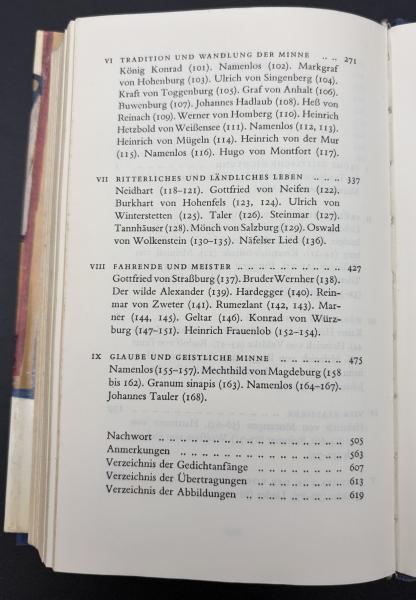 VI TRADITION UND WANDLUNG DER MINNE .. .. 271
König Konrad (101). Namenlos (102). Markgraf
von Hohenburg (103). Ulrich von Singenberg (104).
Kraft von Toggenburg (105). Graf von Anhalt (106).
Buwenburg (107). Johannes Hadlaub (108). Heß von
Reinach (109). Werner von Homberg (110). Heinrich
Hetzbold von Weißensee (111). Namenlos (112, 113).
Heinrich von Mügeln (114). Heinrich von der Mur
(115). Namenlos (116). Hugo von Montfort (117).
VII RITTERLICHES UND LÄNDLICHES LEBEN .. .. .. 337
Neidhart (118–121). Gottfried von Neifen (122).
Burkhart von Hohenfels (123, 124). Ulrich von
Winterstetten (125). Taler (126). Steinmar (127).
Tannhäuser (128). Mönch von Salzburg (129). Oswald
von Wolkenstein (130–135). Näfelser Lied (136).
VIII FAHRENDE UND MEISTER .. .. .. .. .. .. .. 427
Gottfried von Straßburg (137). Bruder Wernher (138).
Der wilde Alexander (139). Hardegger (140). Rein-
mar von Zweter (141). Rumezlant (142, 143). Mar-
ner (144, 145). Geltar (146). Konrad von Würz-
burg (147–151). Heinrich Frauenlob (152–154).
IX GLAUBE UND GEISTLICHE MINNE .. .. .. .. .. 475
Namenlos (155–157). Mechthild von Magdeburg (158
bis 162). Granum sinapis (163). Namenlos (164–167).
Johannes Tauler (168).
Nachwort .. .. .. .. .. .. .. .. .. .. .. .. 505
Anmerkungen .. .. .. .. .. .. .. .. .. .. .. 563
Verzeichnis der Gedichtanfänge .. .. .. .. .. .. 607
Verzeichnis der Übertragungen .. .. .. .. .. .. 613
Verzeichnis der Abbildungen .. .. .. .. .. .. .. 619